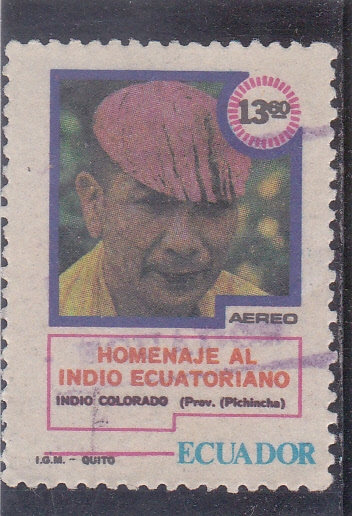 13.60
AEREO
HOMENAJE AL
INDIO ECUATORIANO
INDIO COLORADO (Prov. (Pichincha)
I.G.M. - QUITO
ECUADOR